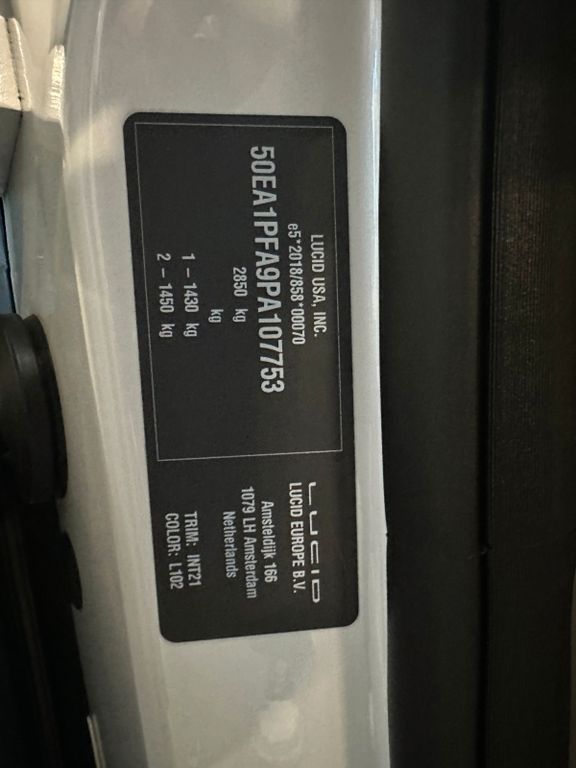 LUCID USA, INC.
e5*2018/858*00070
50EA1PFA9PA107753
2850 kg
kg
1 – 1430 kg
2 – 1450 kg
LUCID
LUCID EUROPE B.V.
Amsteldijk 166
1079 LH Amsterdam
Netherlands
TRIM: INT21
COLOR: L102